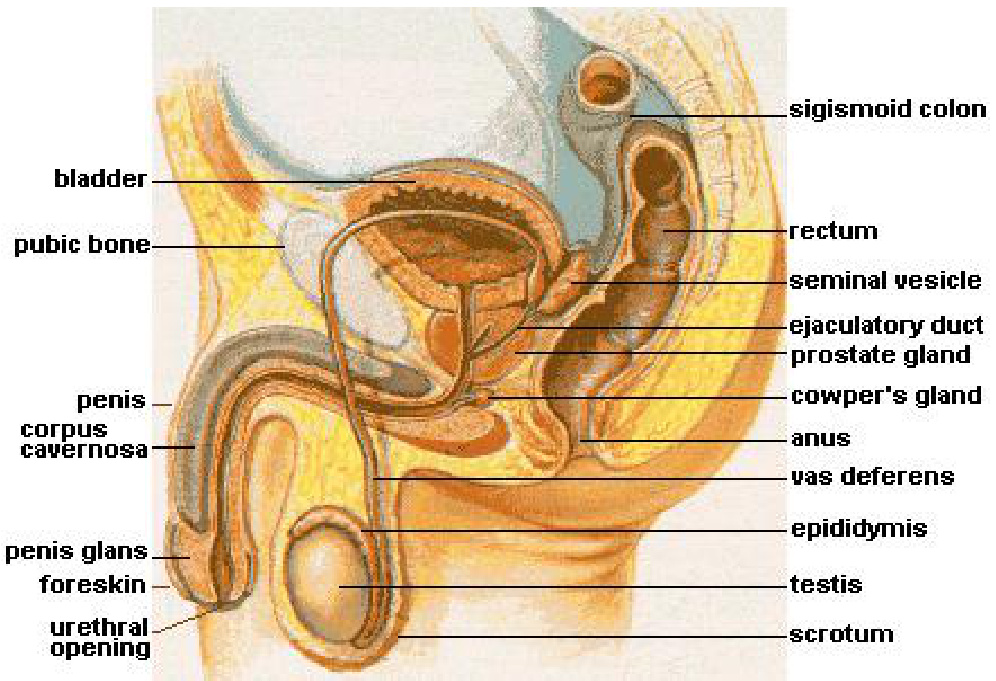 sigismoid colon
bladder
rectum
pubic bone
seminal vesicle
ejaculatory duct
prostate gland
cowper's gland
penis
corpus
cavernosa
anus
vas deferens
epididymis
penis glans
foreskin
testis
urethral
opening
scrotum